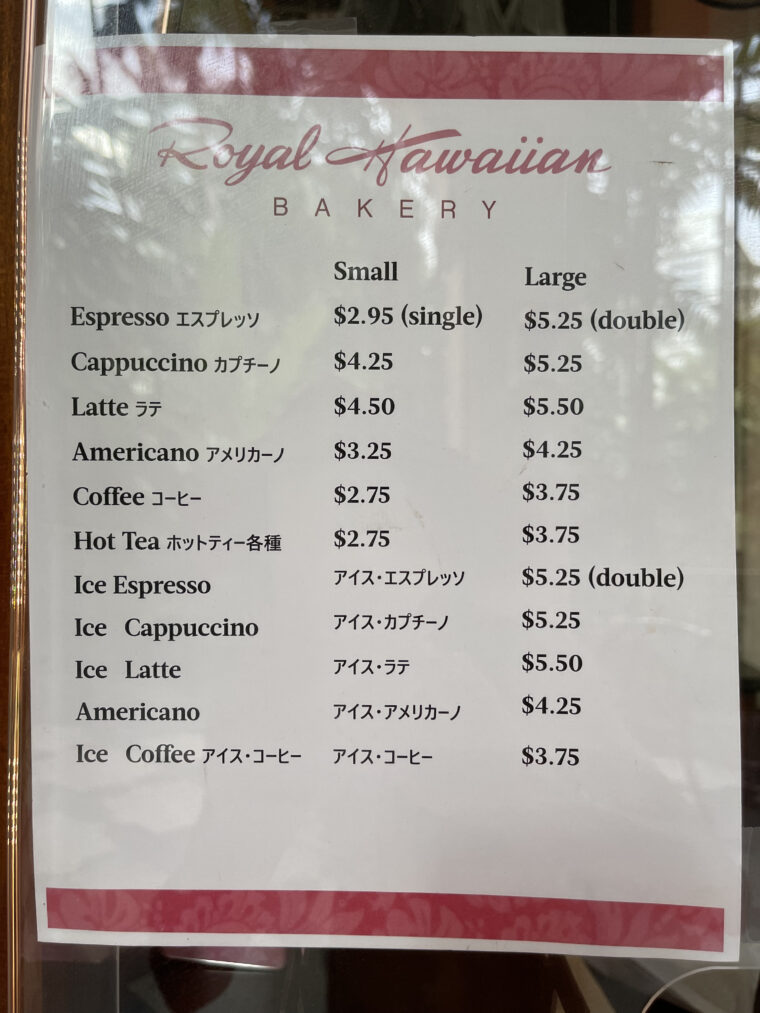 Royal Hawaiian
BAKERY
Small Large
Espresso エスプレッソ $2.95 (single) $5.25 (double)
Cappuccino カプチーノ $4.25 $5.25
Latte ラテ $4.50 $5.50
Americano アメリカーノ $3.25 $4.25
Coffee コーヒー $2.75 $3.75
Hot Tea ホットティー各種 $2.75 $3.75
Ice Espresso アイス・エスプレッソ $5.25 (double)
Ice Cappuccino アイス・カプチーノ $5.25
Ice Latte アイス・ラテ $5.50
Americano アイス・アメリカーノ $4.25
Ice Coffee アイス・コーヒー アイス・コーヒー $3.75